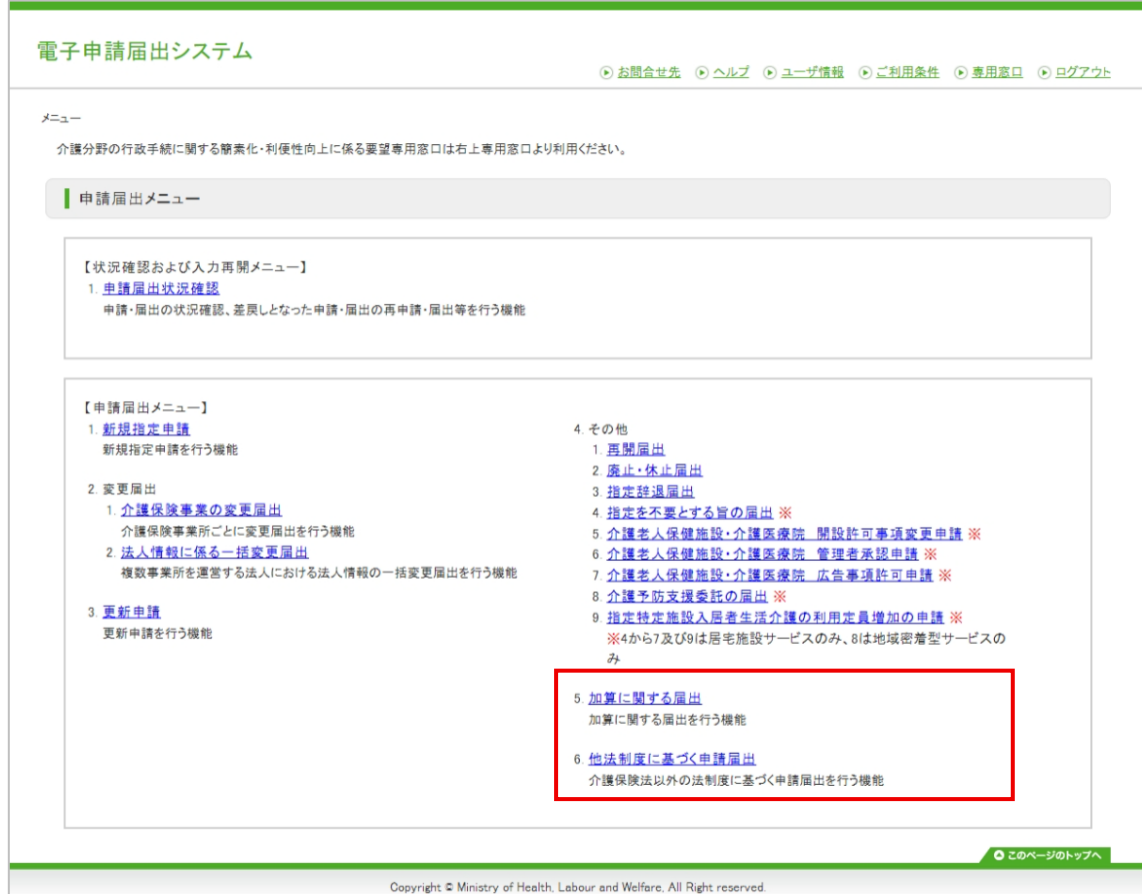 電子申請届出システム
お問合せ先 ヘルプ ユーザ情報 ご利用条件 専用窓口 ログアウト
メニュー
介護分野の行政手続に関する簡素化・利便性向上に係る要望専用窓口は右上専用窓口より利用ください。
申請届出メニュー
【状況確認および入力再開メニュー】
1. 申請届出状況確認
申請・届出の状況確認、差戻しとなった申請・届出の再申請・届出等を行う機能
【申請届出メニュー】
1. 新規指定申請
新規指定申請を行う機能
2. 変更届出
1. 介護保険事業の変更届出
介護保険事業所ごとに変更届出を行う機能
2. 法人情報に係る一括変更届出
複数事業所を運営する法人における法人情報の一括変更届出を行う機能
3. 更新申請
更新申請を行う機能
4. その他
1. 再開届出
2. 廃止・休止届出
3. 指定辞退届出
4. 指定を不要とする旨の届出 ※
5. 介護老人保健施設・介護医療院 開設許可事項変更申請 ※
6. 介護老人保健施設・介護医療院 管理者承認申請 ※
7. 介護老人保健施設・介護医療院 広告事項許可申請 ※
8. 介護予防支援委託の届出 ※
9. 指定特定施設入居者生活介護の利用定員増加の申請 ※
※4から7及び9は居宅施設サービスのみ、8は地域密着型サービスの
み
5. 加算に関する届出
加算に関する届出を行う機能
6. 他法制度に基づく申請届出
介護保険法以外の法制度に基づく申請届出を行う機能
このページのトップへ
Copyright © Ministry of Health, Labour and Welfare, All Right reserved.